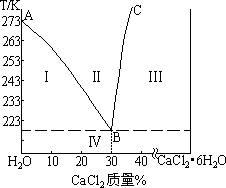 T/K
A
C
273
263
I
II
III
253
243
233
223
B
IV
H₂O
10
20
30
40
CaCl₂·6H₂O
CaCl₂质量%